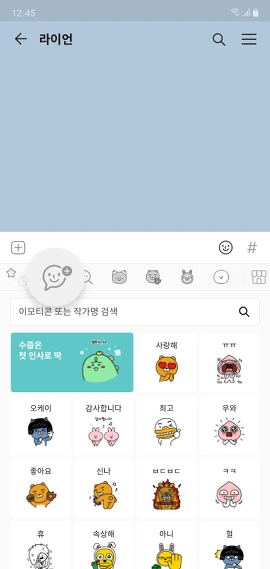 12:45
라이언
#
이모티콘 또는 작가명 검색
수줍은
첫 인사로 딱
사랑해
ㅠㅠ
오케이
감사합니다
최고
우와
좋아요
신나
ㅂㄷㅂㄷ
ㅋㅋ
휴
속상해
아니
헐